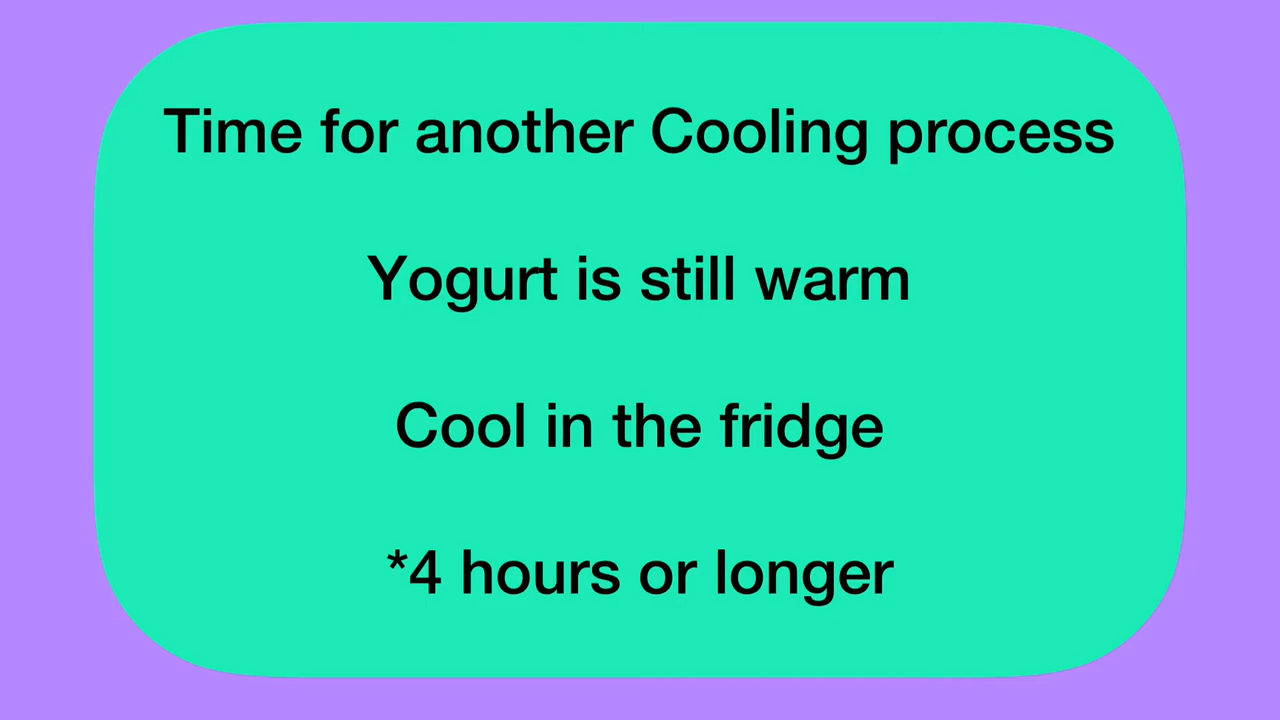 Time for another Cooling process
Yogurt is still warm
Cool in the fridge
*4 hours or longer